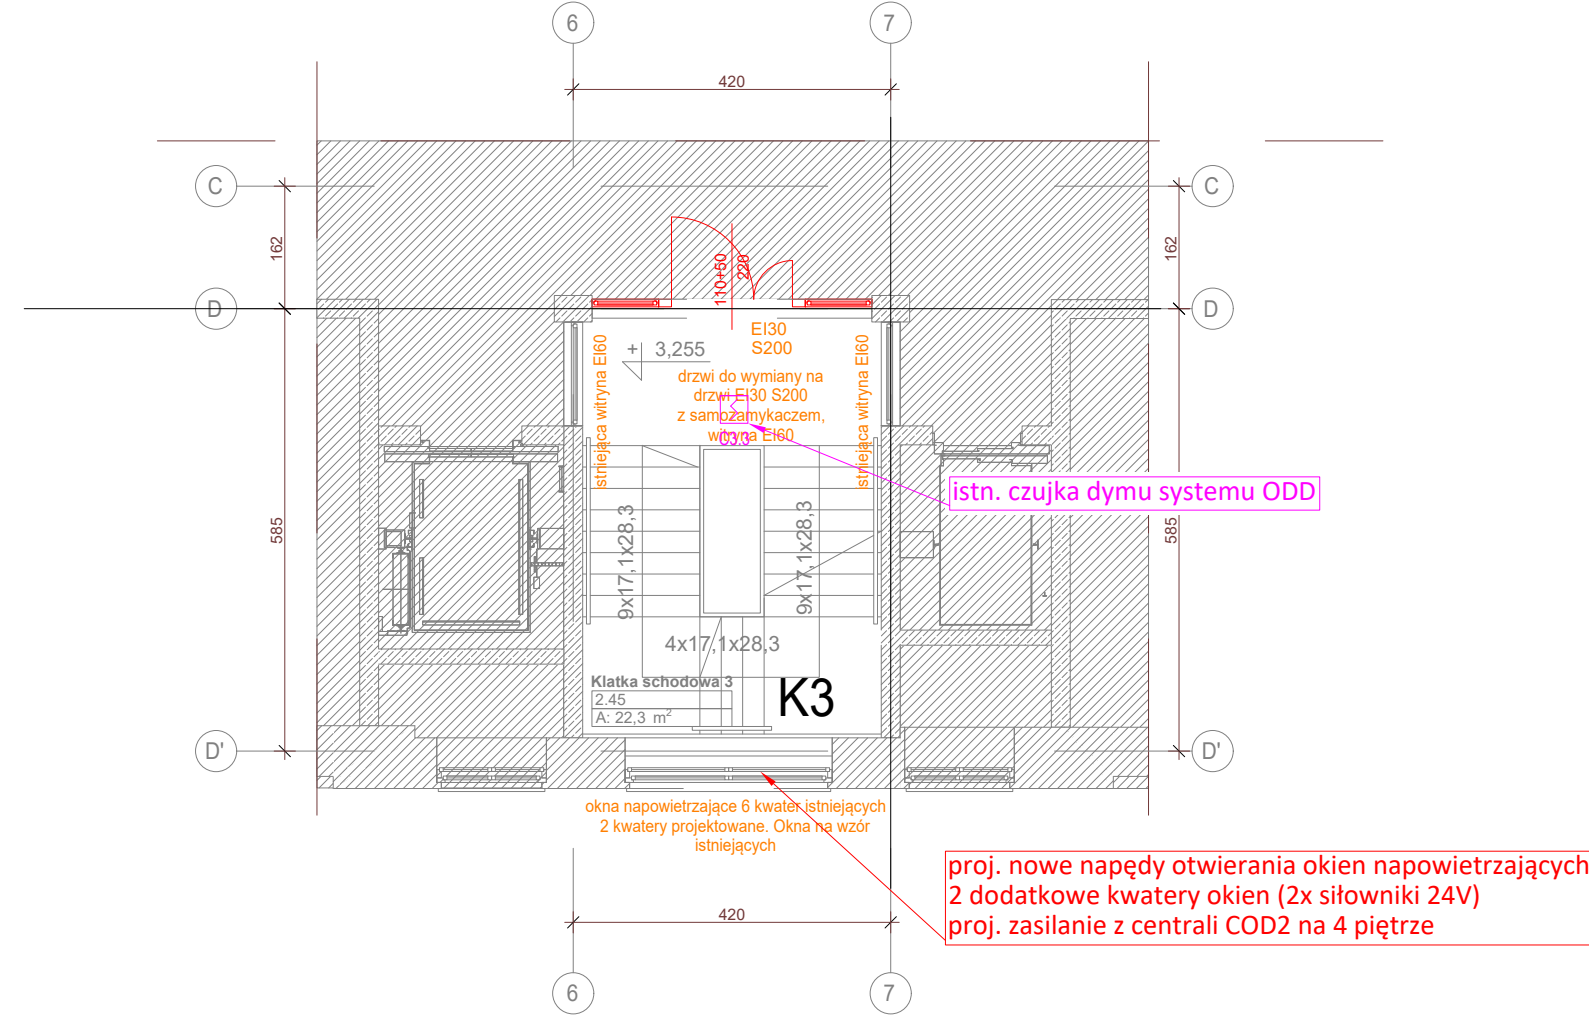 6
7
420
C
C
162
162
110+50
220
D
D
EI30
S200
+ 3,255
istniejąca witryna EI60
istniejąca witryna EI60
drzwi do wymiany na
drzwi EI30 S200
z samozamykaczem,
witryna EI60
03.3
istn. czujka dymu systemu ODD
585
585
9x17,1x28,3
9x17,1x28,3
4x17,1x28,3
Klatka schodowa 3
2.45
A: 22,3 m²
K3
D'
D'
okna napowietrzające 6 kwater istniejących
2 kwatery projektowane. Okna na wzór
istniejących
proj. nowe napędy otwierania okien napowietrzających
2 dodatkowe kwatery okien (2x siłowniki 24V)
proj. zasilanie z centrali COD2 na 4 piętrze
420
6
7